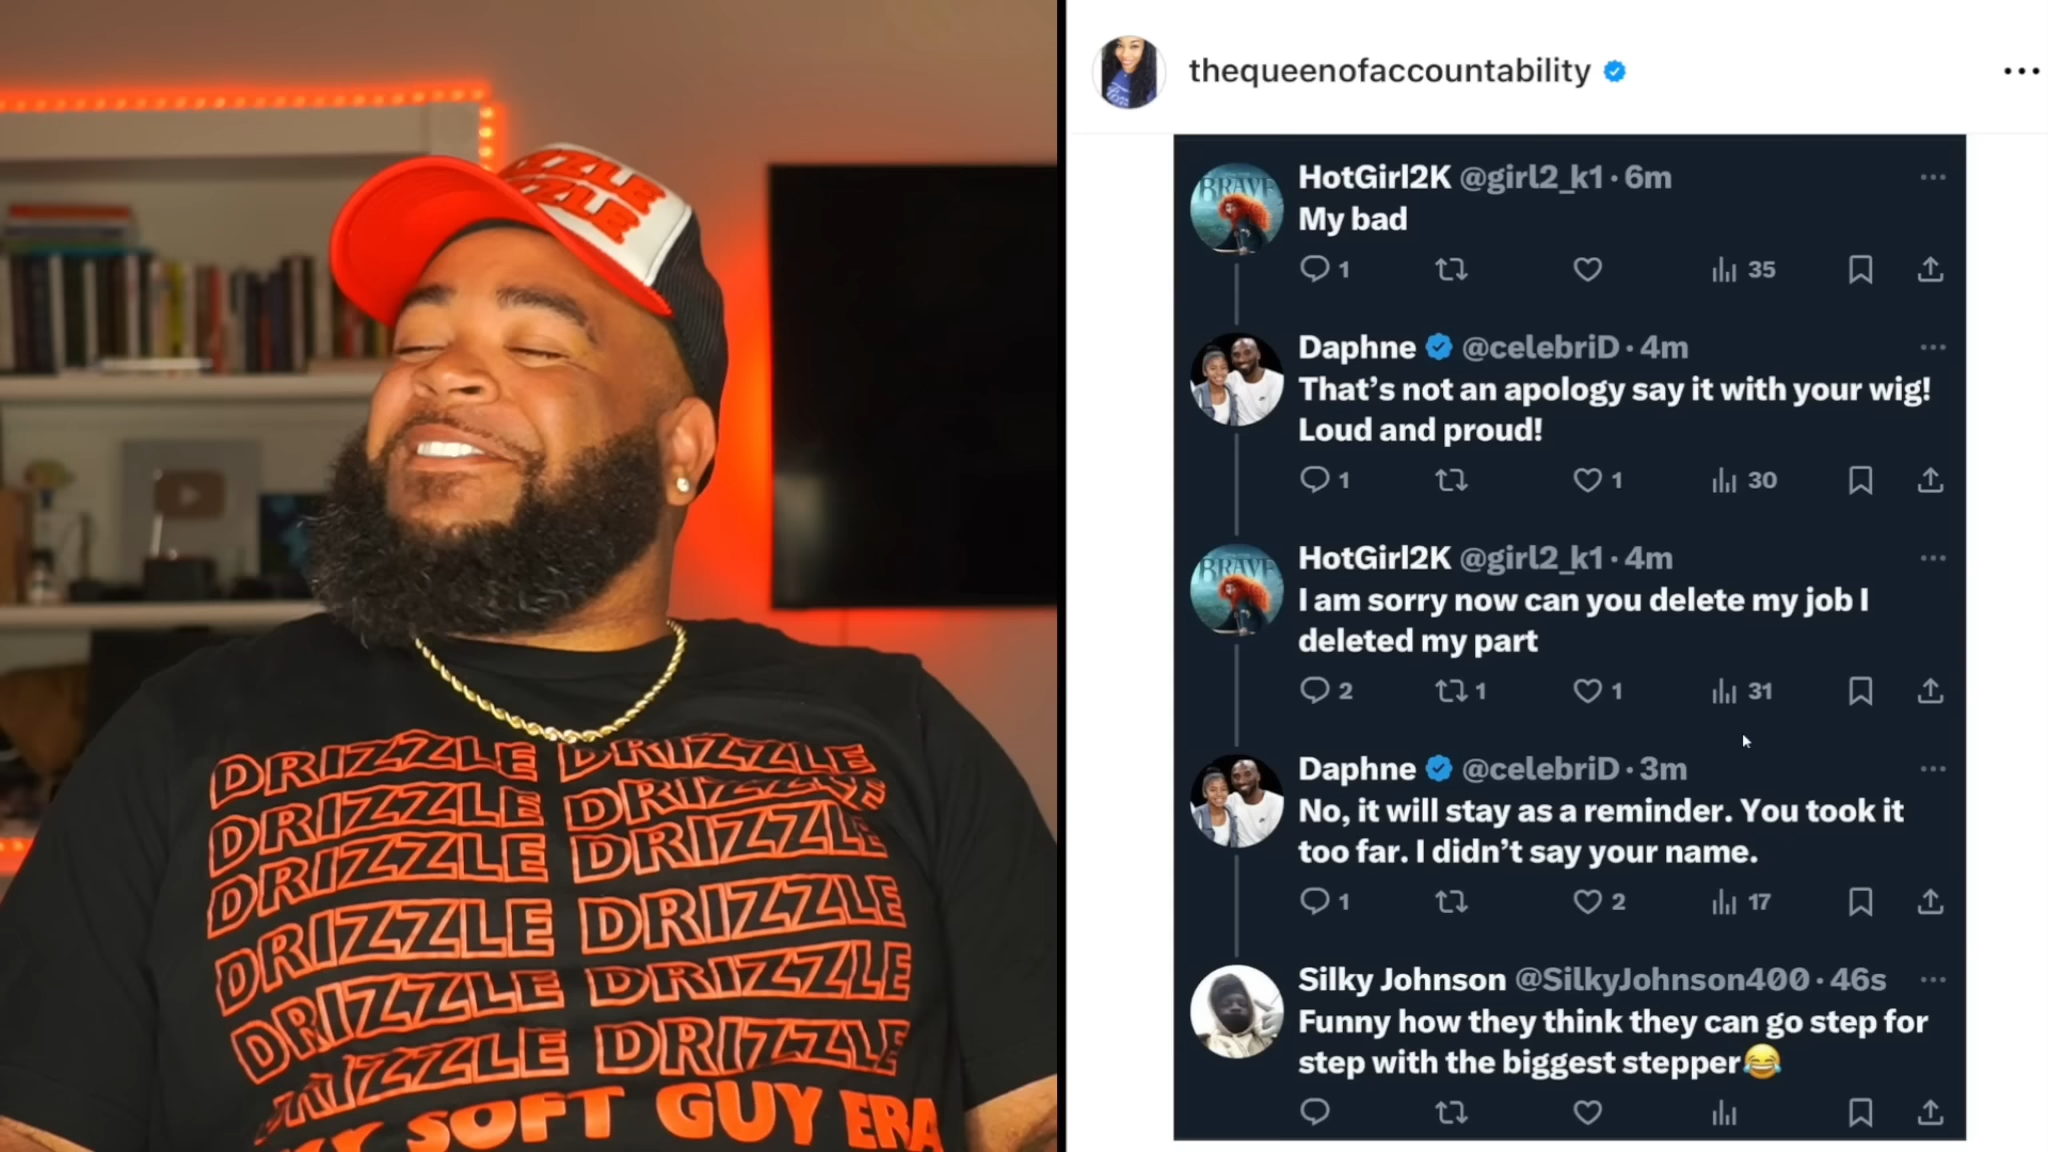 DRIZZLE
DRIZZLE DRIZZLE
DRIZZLE DRIZZLE
DRIZZLE DRIZZLE
DRIZZLE DRIZZLE
DRIZZLE DRIZZLE
DRIZZLE
SOFT GUY ERA
thequeenofaccountability
BRAVE
HotGirl2K @girl2_k1 · 6m
My bad
1 35
Daphne @celebriD · 4m
That’s not an apology say it with your wig!
Loud and proud!
1 1 30
BRAVE
HotGirl2K @girl2_k1 · 4m
I am sorry now can you delete my job I
deleted my part
2 1 1 31
Daphne @celebriD · 3m
No, it will stay as a reminder. You took it
too far. I didn’t say your name.
1 2 17
Silky Johnson @SilkyJohnson400 · 46s
Funny how they think they can go step for
step with the biggest stepper😂